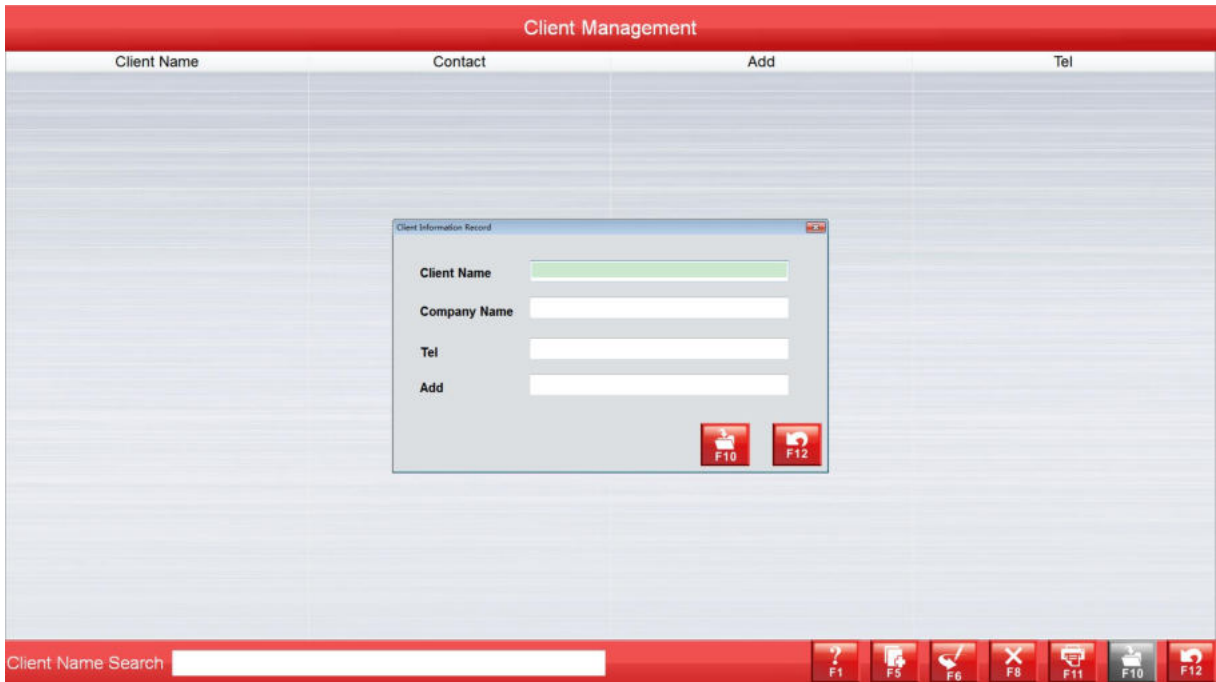 Client Management
Client Name Contact Add Tel
Client Information Record
Client Name
Company Name
Tel
Add
F10 F12
Client Name Search ? F1 F5 F6 F8 F11 F10 F12